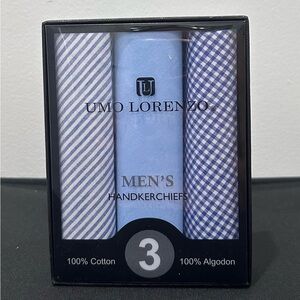 UMO LORENZO
MEN'S
HANDKERCHIEFS
100% Cotton 3 100% Algodon